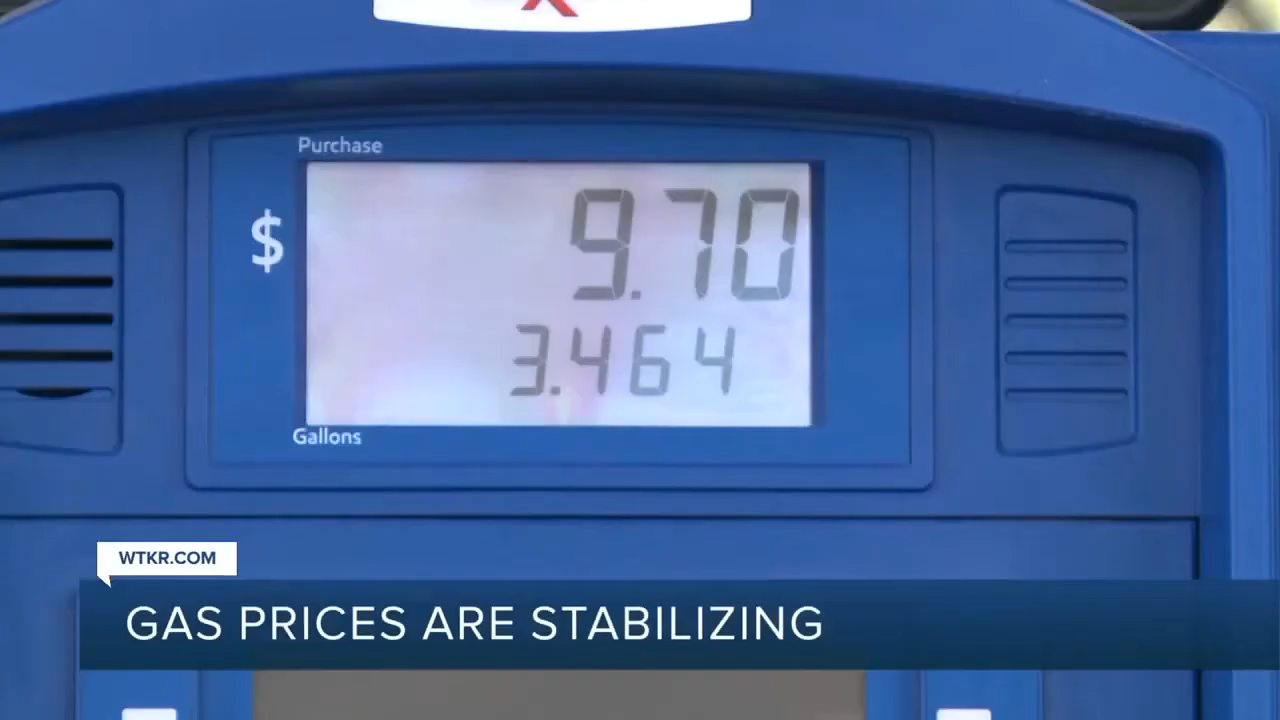 X
Purchase
$
9.70
3.464
Gallons
WTKR.COM
GAS PRICES ARE STABILIZING